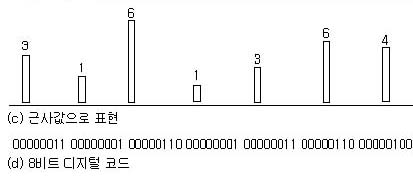 3 1 6 1 3 6 4
(c) 근사값으로 표현
00000011 00000001 00000110 00000001 00000011 00000110 00000100
(d) 8비트 디지털 코드